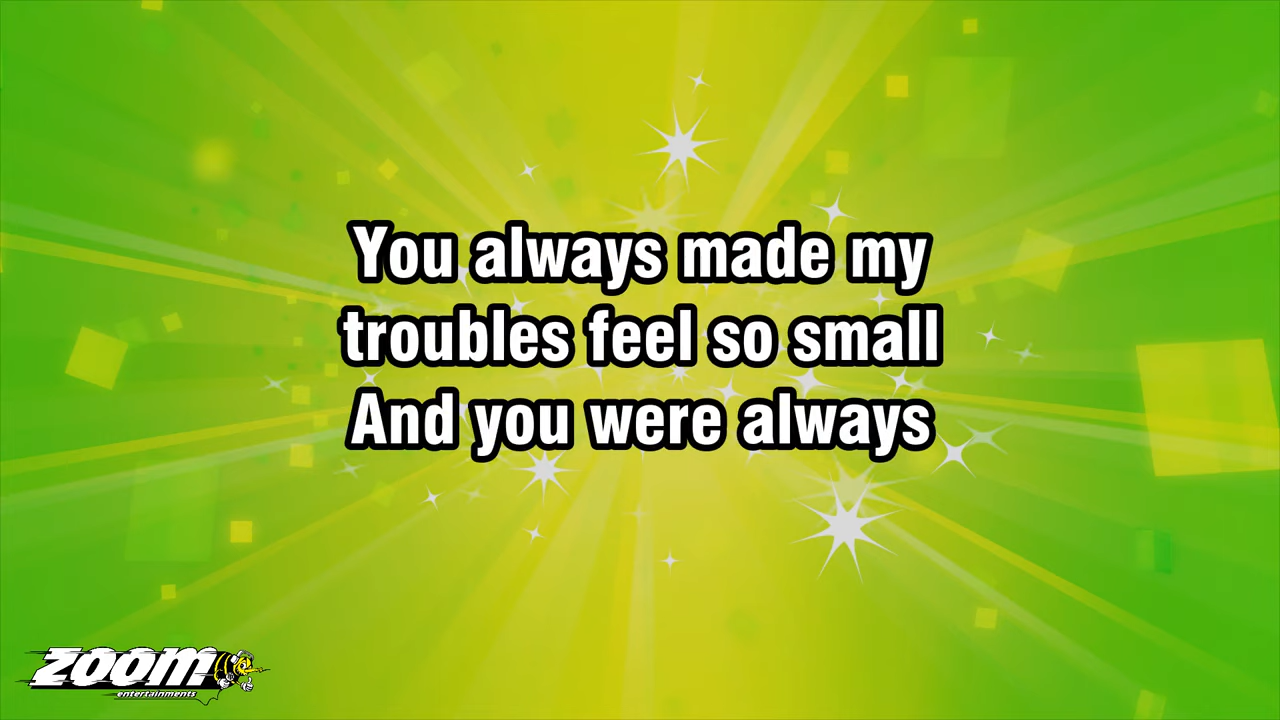 You always made my
troubles feel so small
And you were always
ZOOM
entertainments